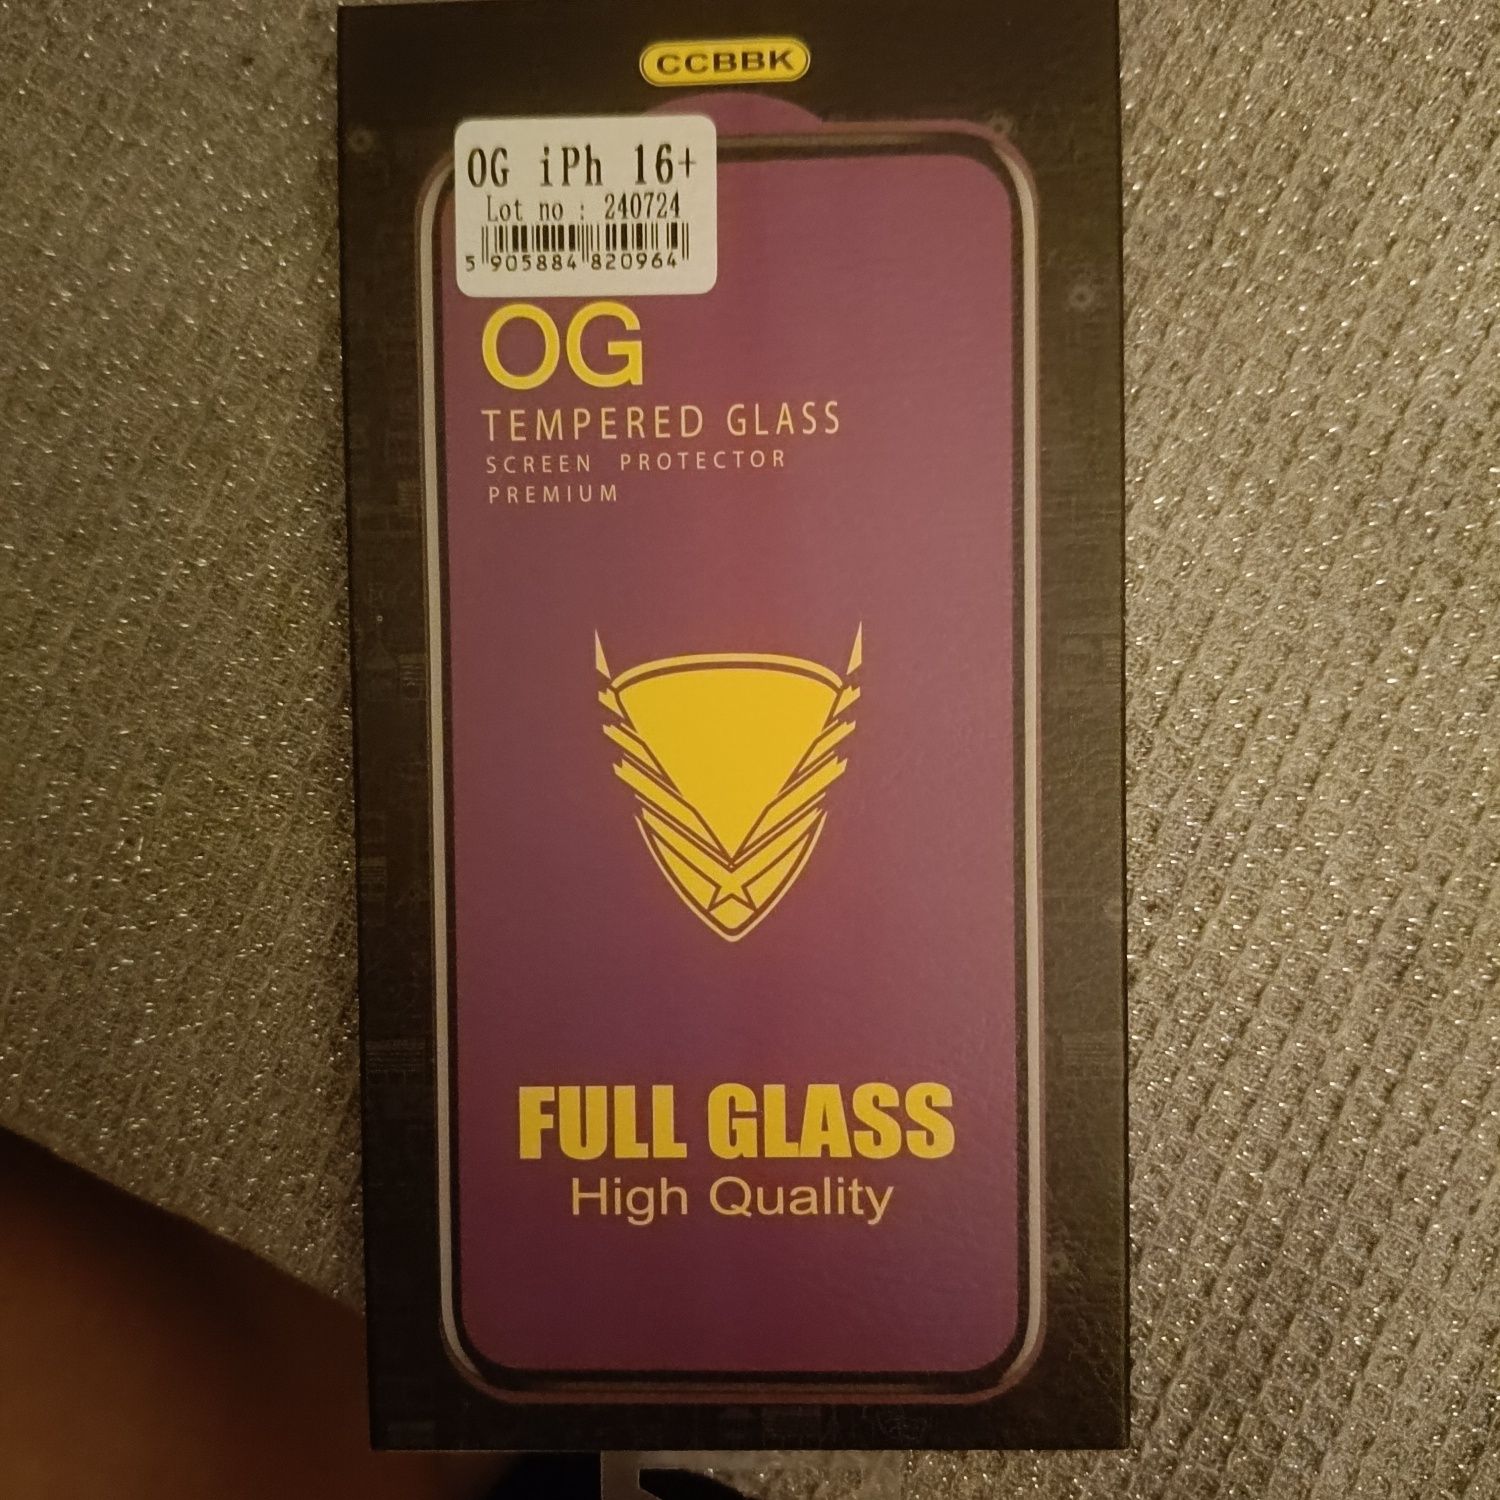 CCBBK
OG iPh 16+
Lot no : 240724
5 905884 820964
OG
TEMPERED GLASS
SCREEN PROTECTOR
PREMIUM
FULL GLASS
High Quality